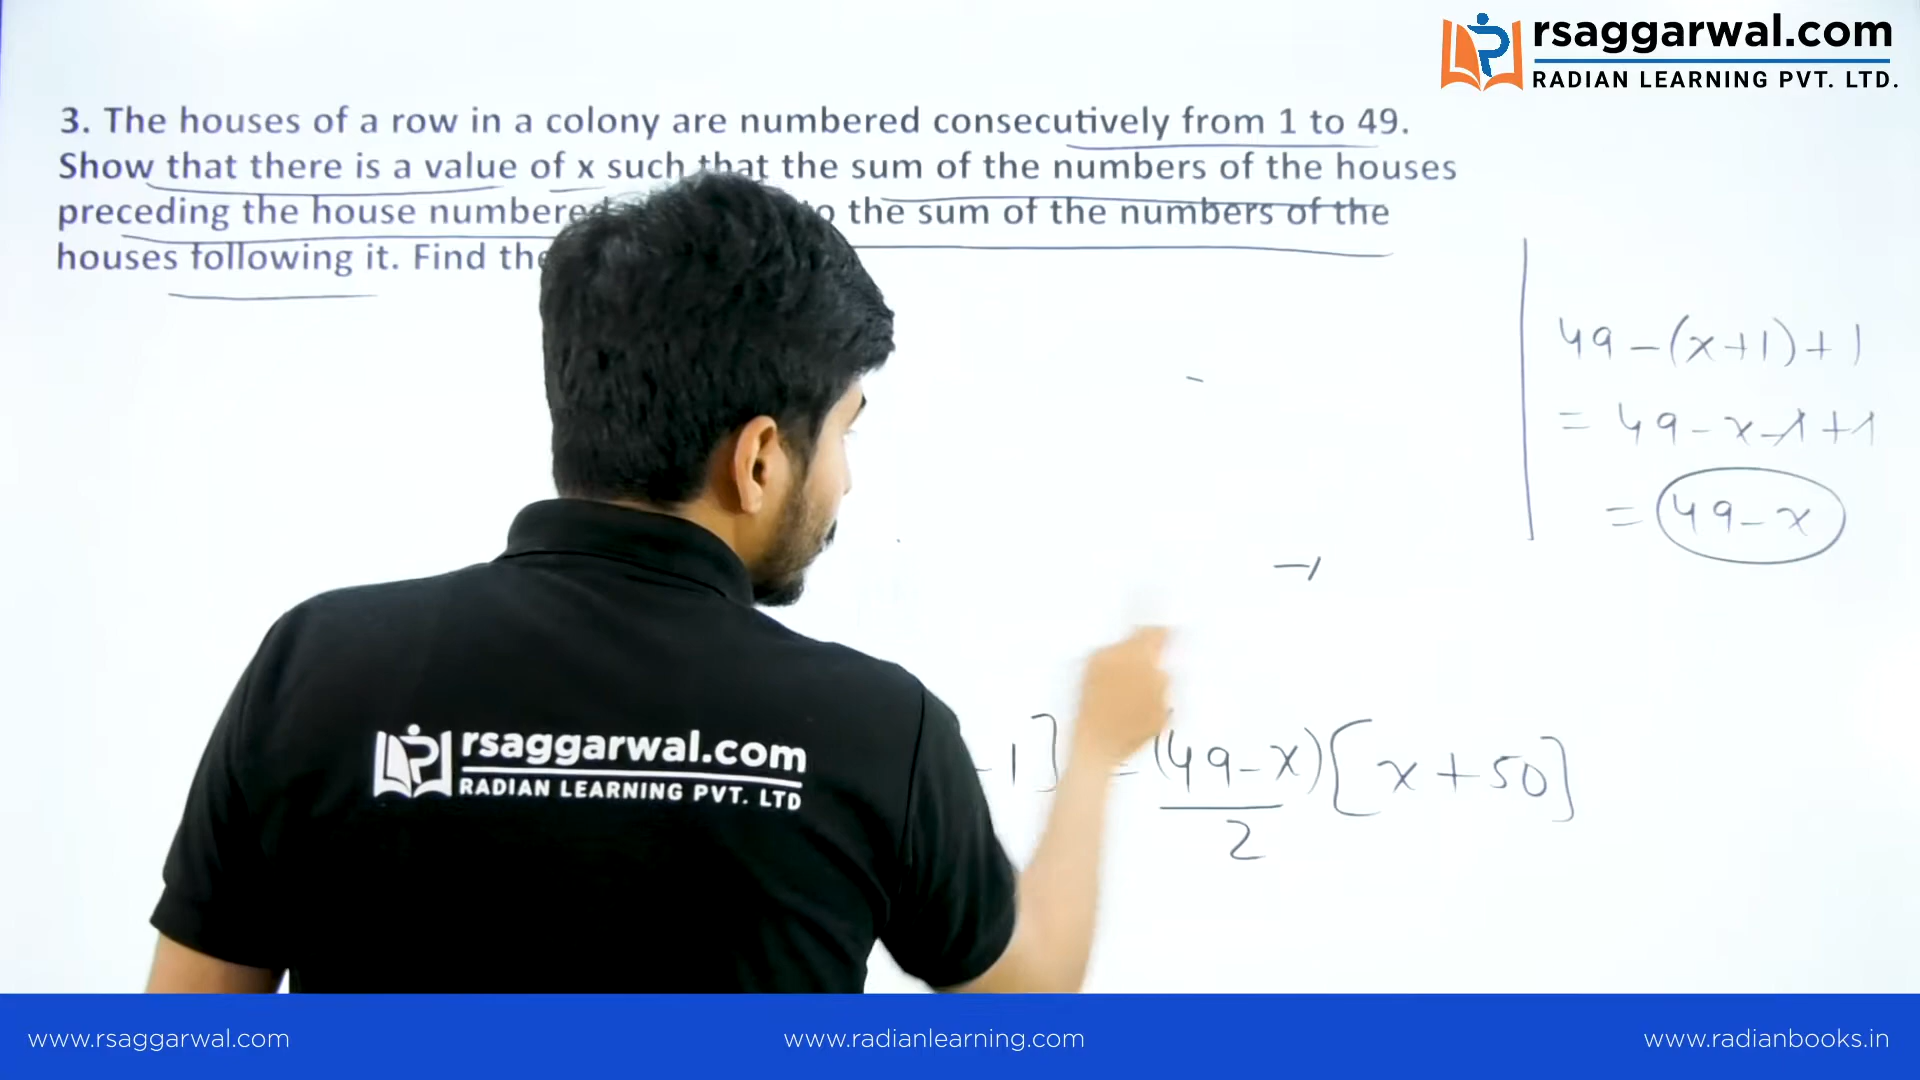 rsaggarwal.com
RADIAN LEARNING PVT. LTD.
3. The houses of a row in a colony are numbered consecutively from 1 to 49.
Show that there is a value of x such that the sum of the numbers of the houses
preceding the house numbered the sum of the numbers of the
houses following it. Find the
49-(x+1)+1
= 49-x-1+1
= 49-x
-1
-1] = (49-x)[x+50]
2
rsaggarwal.com
RADIAN LEARNING PVT. LTD
www.rsaggarwal.com
www.radianlearning.com
www.radianbooks.in